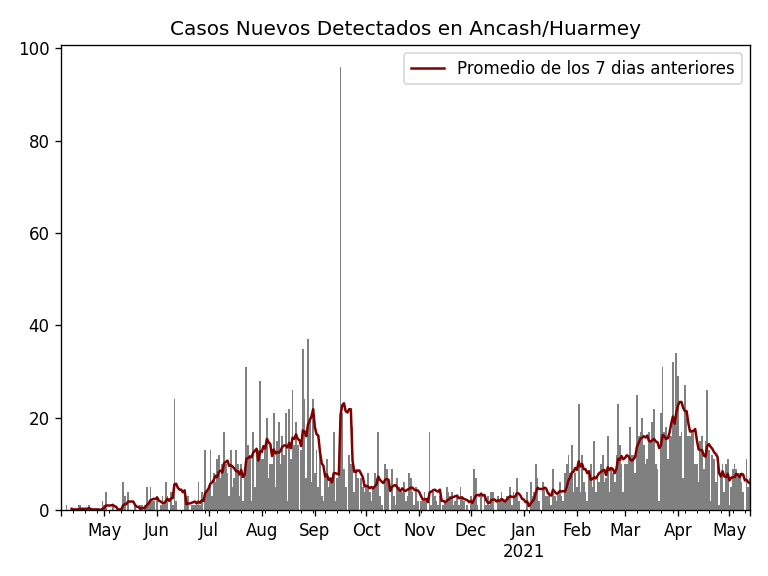 Casos Nuevos Detectados en Ancash/Huarmey
Promedio de los 7 dias anteriores
100
80
60
40
20
0
May Jun Jul Aug Sep Oct Nov Dec Jan Feb Mar Apr May
2021